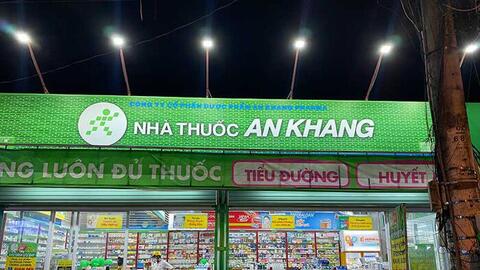 CÔNG TY CỔ PHẦN DƯỢC PHẨM AN KHANG PHARMA
NHÀ THUỐC AN KHANG
NG LUÔN ĐỦ THUỐC TIỂU ĐƯỜNG HUYẾT